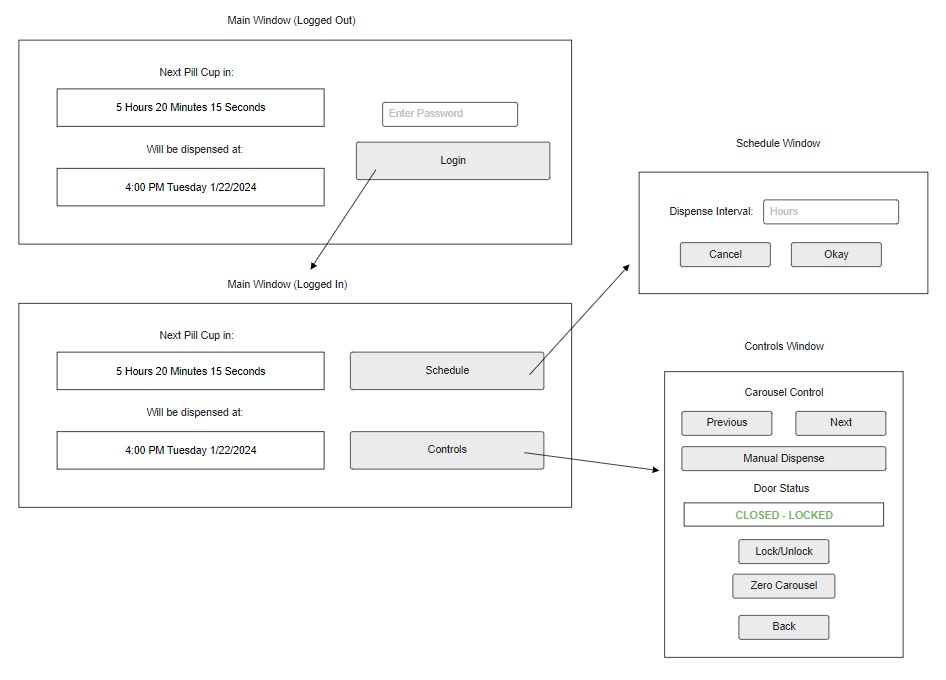 Main Window (Logged Out)
Next Pill Cup in:
5 Hours 20 Minutes 15 Seconds
Enter Password
Will be dispensed at:
Login
4:00 PM Tuesday 1/22/2024
Main Window (Logged In)
Next Pill Cup in:
5 Hours 20 Minutes 15 Seconds
Schedule
Will be dispensed at:
4:00 PM Tuesday 1/22/2024
Controls
Schedule Window
Dispense Interval:
Hours
Cancel
Okay
Controls Window
Carousel Control
Previous
Next
Manual Dispense
Door Status
CLOSED - LOCKED
Lock/Unlock
Zero Carousel
Back